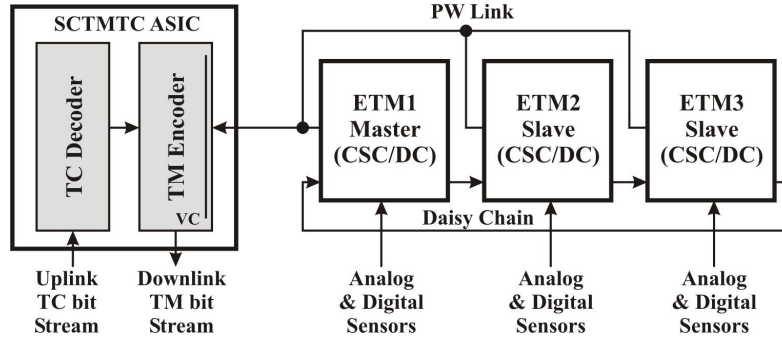 SCTMTC ASIC
TC Decoder
TM Encoder
VC
Uplink
TC bit
Stream
Downlink
TM bit
Stream
PW Link
ETM1
Master
(CSC/DC)
ETM2
Slave
(CSC/DC)
ETM3
Slave
(CSC/DC)
Daisy Chain
Analog
& Digital
Sensors
Analog
& Digital
Sensors
Analog
& Digital
Sensors